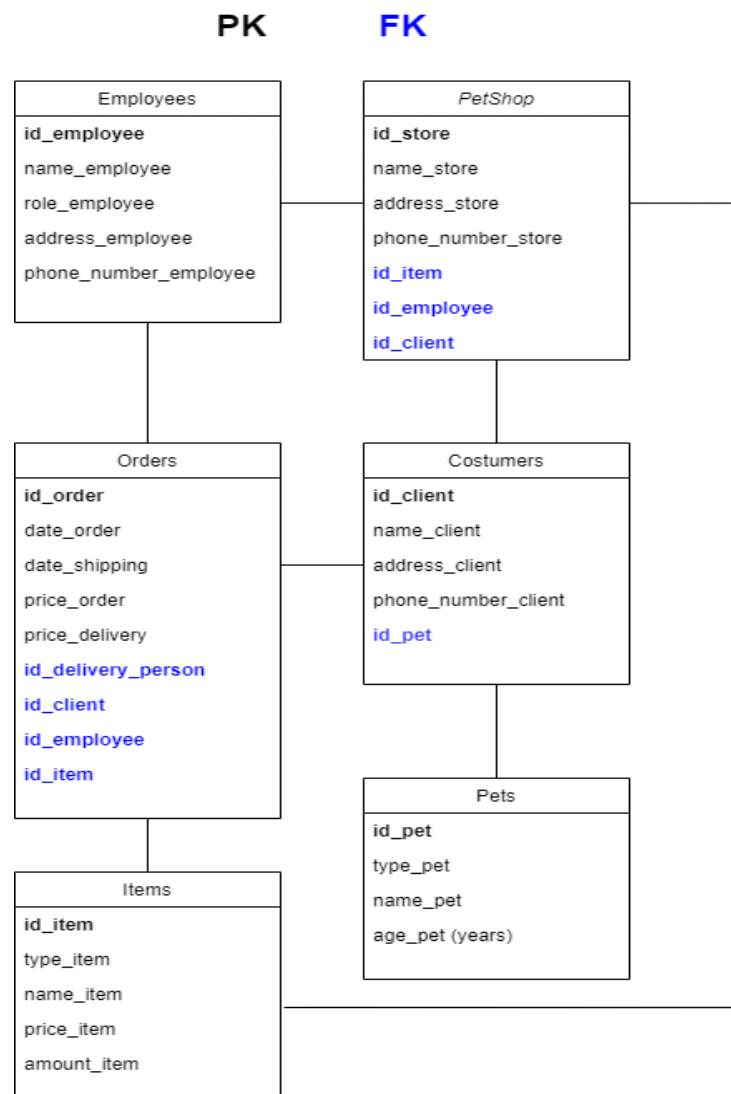 PK FK
Employees
id_employee
name_employee
role_employee
address_employee
phone_number_employee
PetShop
id_store
name_store
address_store
phone_number_store
id_item
id_employee
id_client
Orders
id_order
date_order
date_shipping
price_order
price_delivery
id_delivery_person
id_client
id_employee
id_item
Costumers
id_client
name_client
address_client
phone_number_client
id_pet
Pets
id_pet
type_pet
name_pet
age_pet (years)
Items
id_item
type_item
name_item
price_item
amount_item